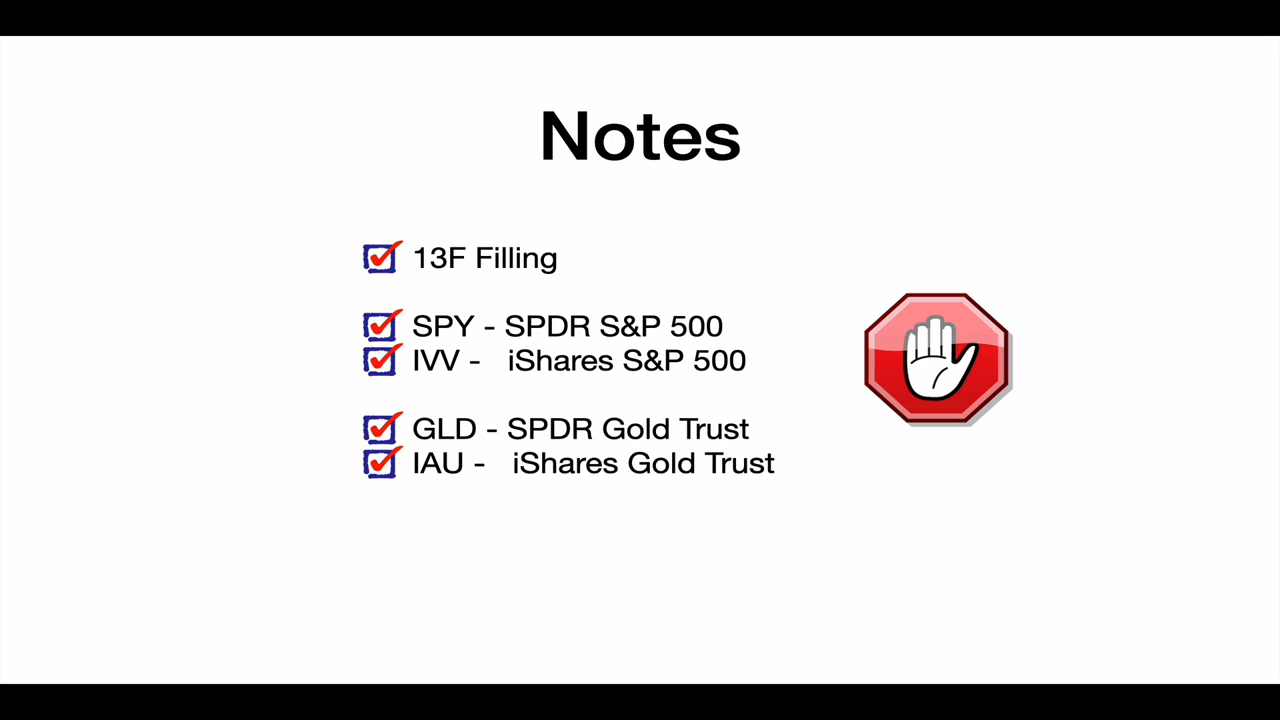 Notes
13F Filling
SPY - SPDR S&P 500
IVV - iShares S&P 500
GLD - SPDR Gold Trust
IAU - iShares Gold Trust